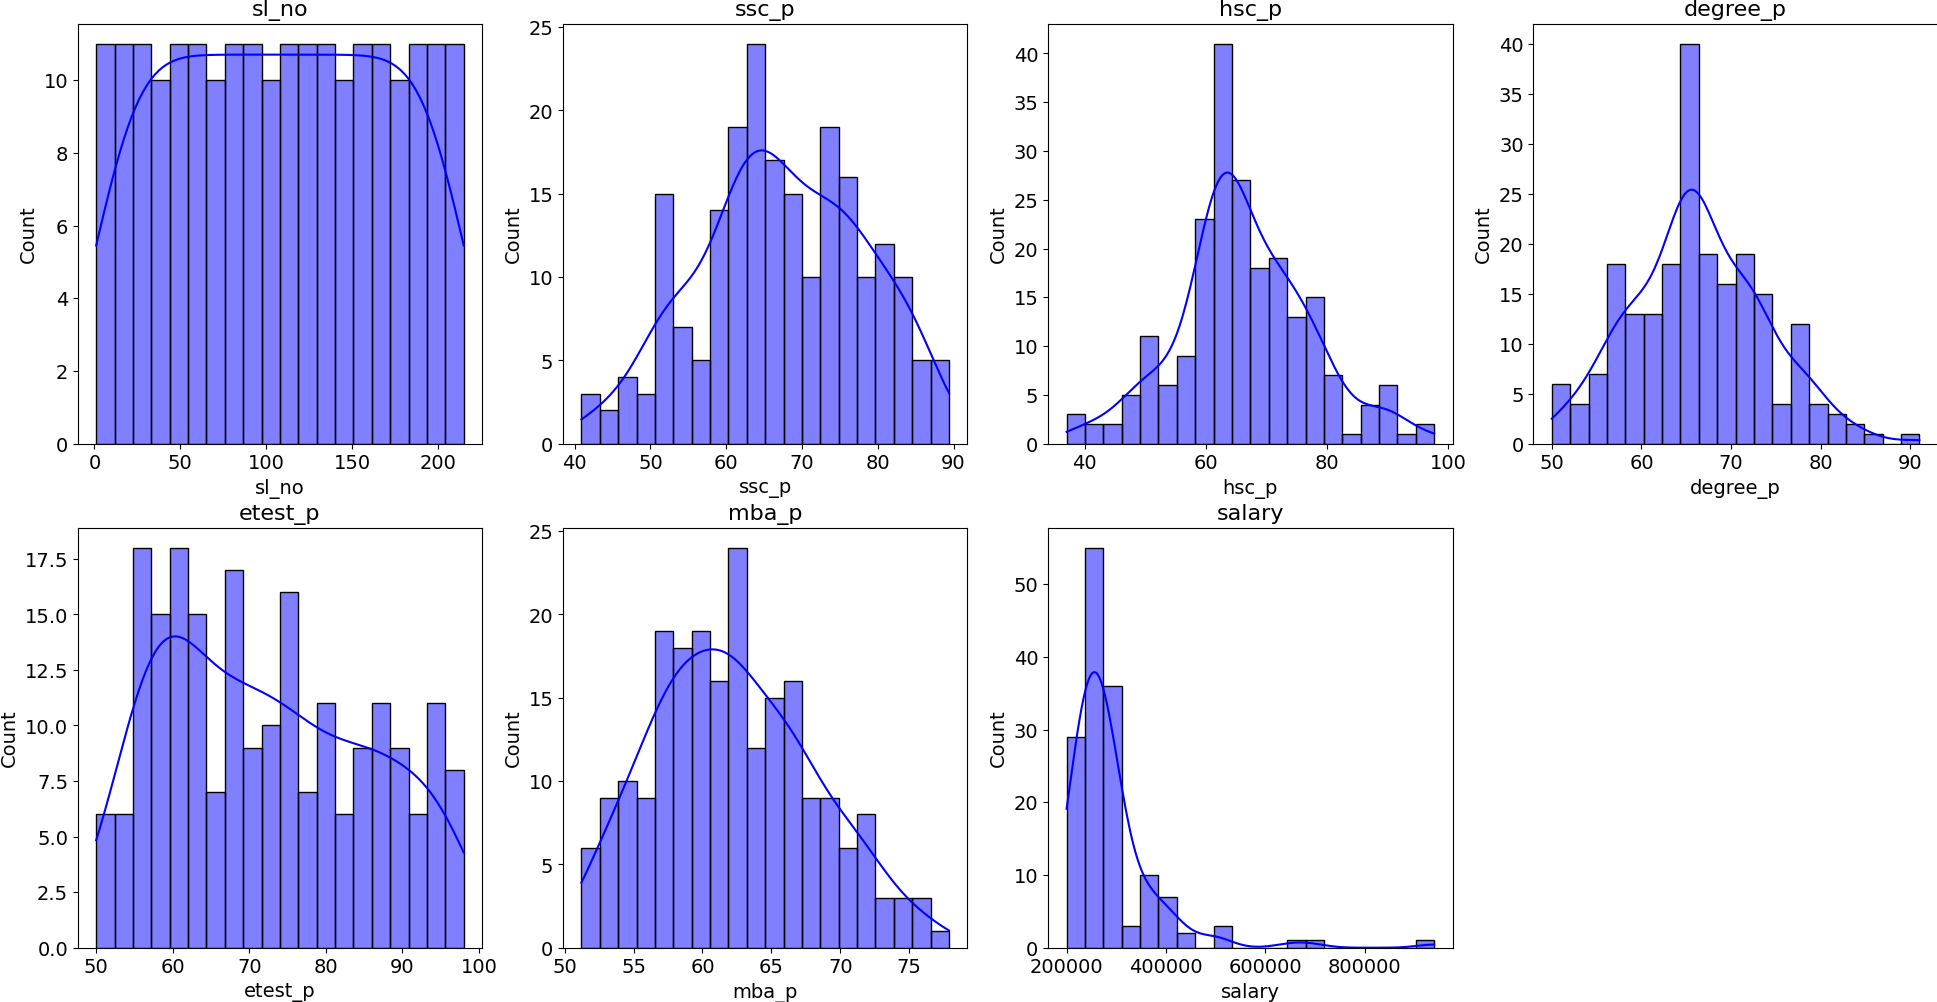 sl_no
Count
10
8
6
4
2
0
0 50 100 150 200
sl_no
ssc_p
Count
25
20
15
10
5
0
40 50 60 70 80 90
ssc_p
hsc_p
Count
40
35
30
25
20
15
10
5
0
40 60 80 100
hsc_p
degree_p
Count
40
35
30
25
20
15
10
5
0
50 60 70 80 90
degree_p
etest_p
Count
17.5
15.0
12.5
10.0
7.5
5.0
2.5
0.0
50 60 70 80 90 100
etest_p
mba_p
Count
25
20
15
10
5
0
50 55 60 65 70 75
mba_p
salary
Count
50
40
30
20
10
0
200000 400000 600000 800000
salary